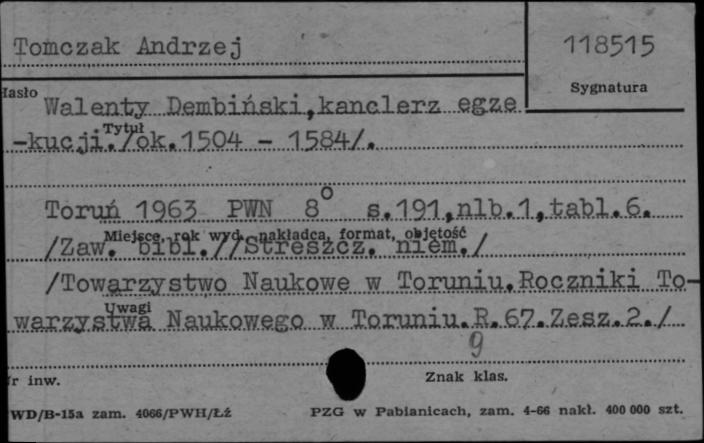 Tomczak Andrzej
118515
Hasło
Sygnatura
Walenty Dembiński,kanclerz egze
Tytuł
-kucji./ok.1504 - 1584/.
Toruń 1963 PWN 8° s.191,nlb.1,tabl.6.
Miejsce, rok wyd. nakładca, format, objętość
/Zaw. bibl.//Streszcz. niem./
/Towarzystwo Naukowe w Toruniu.Roczniki To-
Uwagi
warzystwa Naukowego w Toruniu.R.67.Zesz.2./
9
Nr inw.
Znak klas.
WD/B-15a zam. 4066/PWH/Łź
PZG w Pabianicach, zam. 4-66 nakł. 400 000 szt.